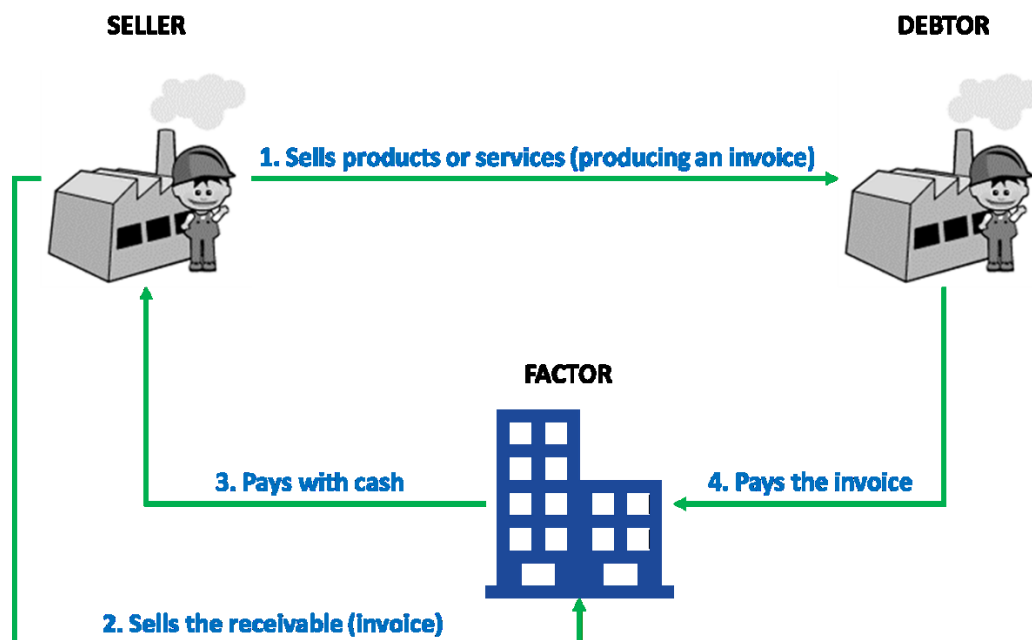 SELLER
DEBTOR
1. Sells products or services (producing an invoice)
FACTOR
3. Pays with cash
4. Pays the invoice
2. Sells the receivable (invoice)